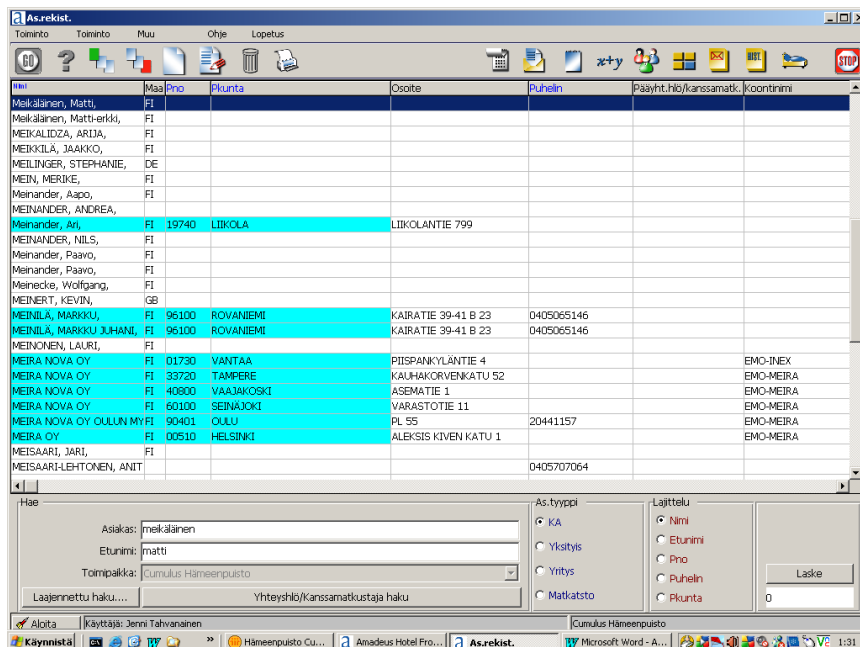 As.rekist.
Toiminto Toiminto Muu Ohje Lopetus
GO ? x+y HIST. STOP
Nimi Maa Pno Pkunta Osoite Puhelin Pääyht.hlö/kanssamatk. Koontinimi
Meikäläinen, Matti, FI
Meikäläinen, Matti-erkki, FI
MEIKALIDZA, ARIJA, FI
MEIKKILÄ, JAAKKO, FI
MEILINGER, STEPHANIE, DE
MEIN, MERIKE, FI
Meinander, Aapo, FI
MEINANDER, ANDREA,
Meinander, Ari, FI 19740 LIIKOLA LIIKOLANTIE 799
MEINANDER, NILS, FI
Meinander, Paavo, FI
Meinander, Paavo, FI
Meinecke, Wolfgang, FI
MEINERT, KEVIN, GB
MEINILÄ, MARKKU, FI 96100 ROVANIEMI KAIRATIE 39-41 B 23 0405065146
MEINILÄ, MARKKU JUHANI, FI 96100 ROVANIEMI KAIRATIE 39-41 B 23 0405065146
MEINONEN, LAURI, FI
MEIRA NOVA OY FI 01730 VANTAA PIISPANKYLÄNTIE 4 EMO-INEX
MEIRA NOVA OY FI 33720 TAMPERE KAUHAKORVENKATU 52 EMO-MEIRA
MEIRA NOVA OY FI 40800 VAAJAKOSKI ASEMATIE 1 EMO-MEIRA
MEIRA NOVA OY FI 60100 SEINÄJOKI VARASTOTIE 11 EMO-MEIRA
MEIRA NOVA OY OULUN MY FI 90401 OULU PL 55 20441157 EMO-MEIRA
MEIRA OY FI 00510 HELSINKI ALEKSIS KIVEN KATU 1 EMO-MEIRA
MEISAARI, JARI, FI
MEISAARI-LEHTONEN, ANIT 0405707064
Hae As.tyyppi Lajittelu
Asiakas: meikäläinen KA Nimi
Etunimi: matti Yksityis Etunimi
Toimipaikka: Cumulus Hämeenpuisto Yritys Pno
Puhelin Laske
Laajennettu haku.... Yhteyshlö/Kanssamatkustaja haku Matkatsto Pkunta 0
Aloita Käyttäjä: Jenni Tahvanainen Cumulus Hämeenpuisto
Käynnistä » Hämeenpuisto Cu... Amadeus Hotel Fro... As.rekist. Microsoft Word - A... 1:31